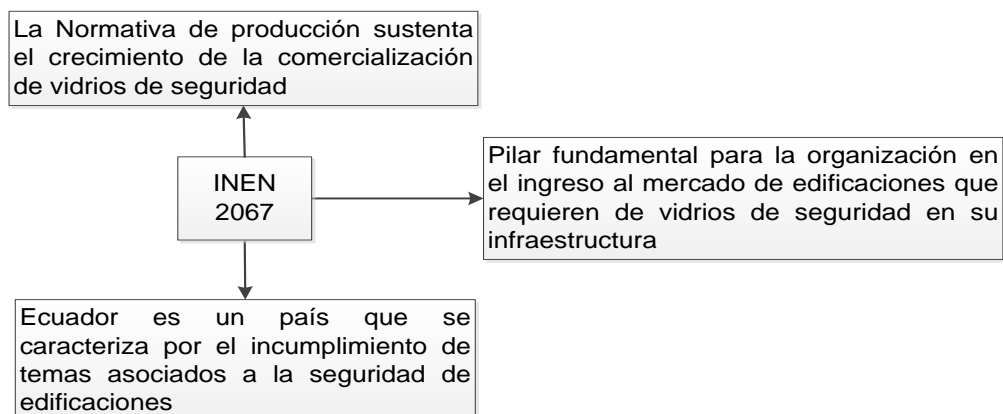 La Normativa de producción sustenta
el crecimiento de la comercialización
de vidrios de seguridad
INEN
2067
Pilar fundamental para la organización en
el ingreso al mercado de edificaciones que
requieren de vidrios de seguridad en su
infraestructura
Ecuador es un país que se
caracteriza por el incumplimiento de
temas asociados a la seguridad de
edificaciones